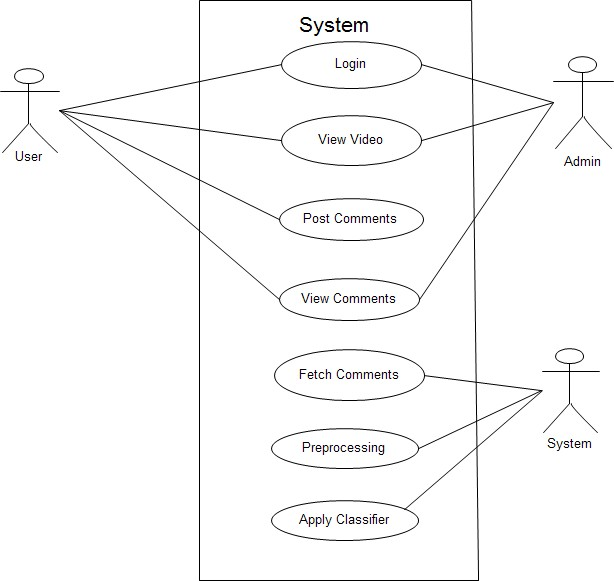 System
Login
User
Admin
View Video
Post Comments
View Comments
Fetch Comments
System
Preprocessing
Apply Classifier